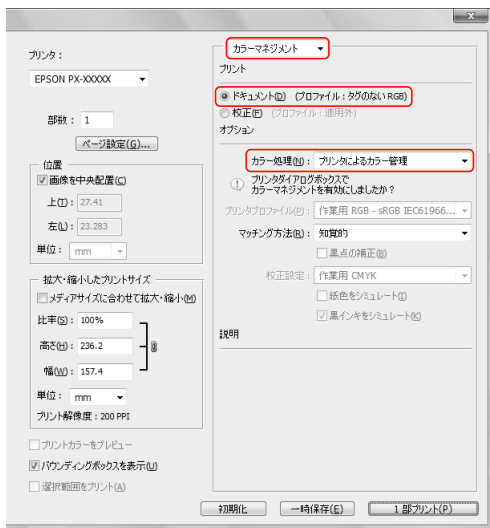 プリンタ：
EPSON PX-XXXXX
部数： 1
ページ設定(G)...
位置
画像を中央配置(C)
上(T)： 27.41
左(L)： 23.283
単位： mm
拡大・縮小したプリントサイズ
メディアサイズに合わせて拡大・縮小(M)
比率(S)： 100%
高さ(H)： 236.2
幅(W)： 157.4
単位： mm
プリント解像度：200 PPI
プリントカラーをプレビュー
バウンディングボックスを表示(U)
選択範囲をプリント(A)
カラーマネジメント
プリント
ドキュメント(D) (プロファイル：タグのない RGB)
校正(F) (プロファイル：適用外)
オプション
カラー処理(N)： プリンタによるカラー管理
プリンタダイアログボックスで
カラーマネジメントを有効にしましたか？
プリンタプロファイル(P)： 作業用 RGB - sRGB IEC61966...
マッチング方法(R)： 知覚的
黒点の補正(B)
校正設定： 作業用 CMYK
紙色をシミュレート(I)
黒インキをシミュレート(K)
説明
初期化 一時保存(E) 1 部プリント(P)